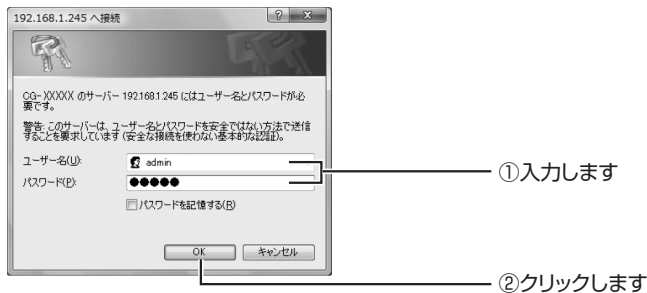 192.168.1.245 へ接続
CG-XXXXX のサーバー 192.168.1.245 にはユーザー名とパスワードが必
要です。
警告: このサーバーは、ユーザー名とパスワードを安全ではない方法で送信
することを要求しています (安全な接続を使わない基本的な認証)。
ユーザー名(U):
admin
パスワード(P):
●●●●●
①入力します
パスワードを記憶する(R)
OK
キャンセル
②クリックします